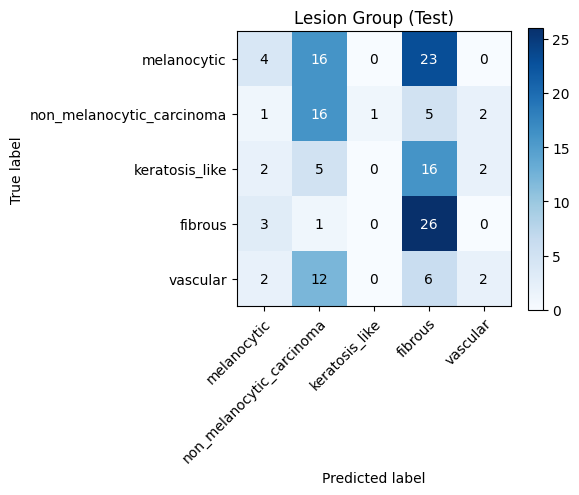 Lesion Group (Test)
melanocytic 4 16 0 23 0
non_melanocytic_carcinoma 1 16 1 5 2
keratosis_like 2 5 0 16 2
fibrous 3 1 0 26 0
vascular 2 12 0 6 2
True label
melanocytic
non_melanocytic_carcinoma
keratosis_like
fibrous
vascular
Predicted label
25
20
15
10
5
0